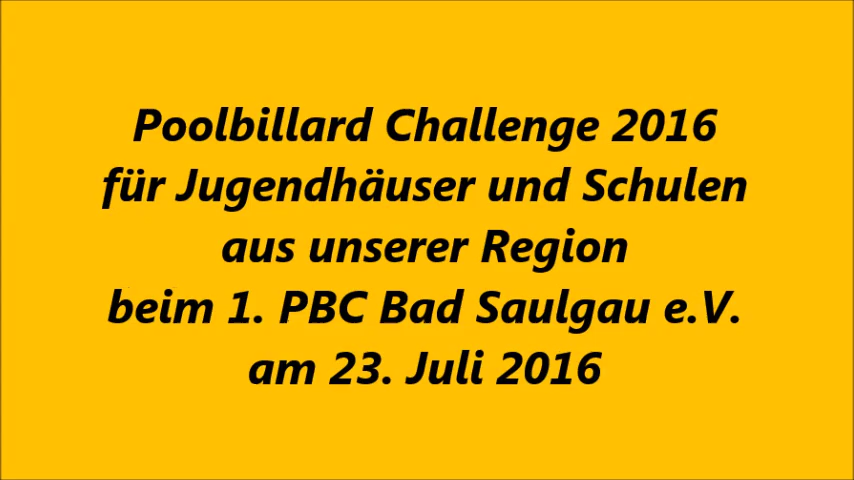 Poolbillard Challenge 2016
für Jugendhäuser und Schulen
aus unserer Region
beim 1. PBC Bad Saulgau e.V.
am 23. Juli 2016